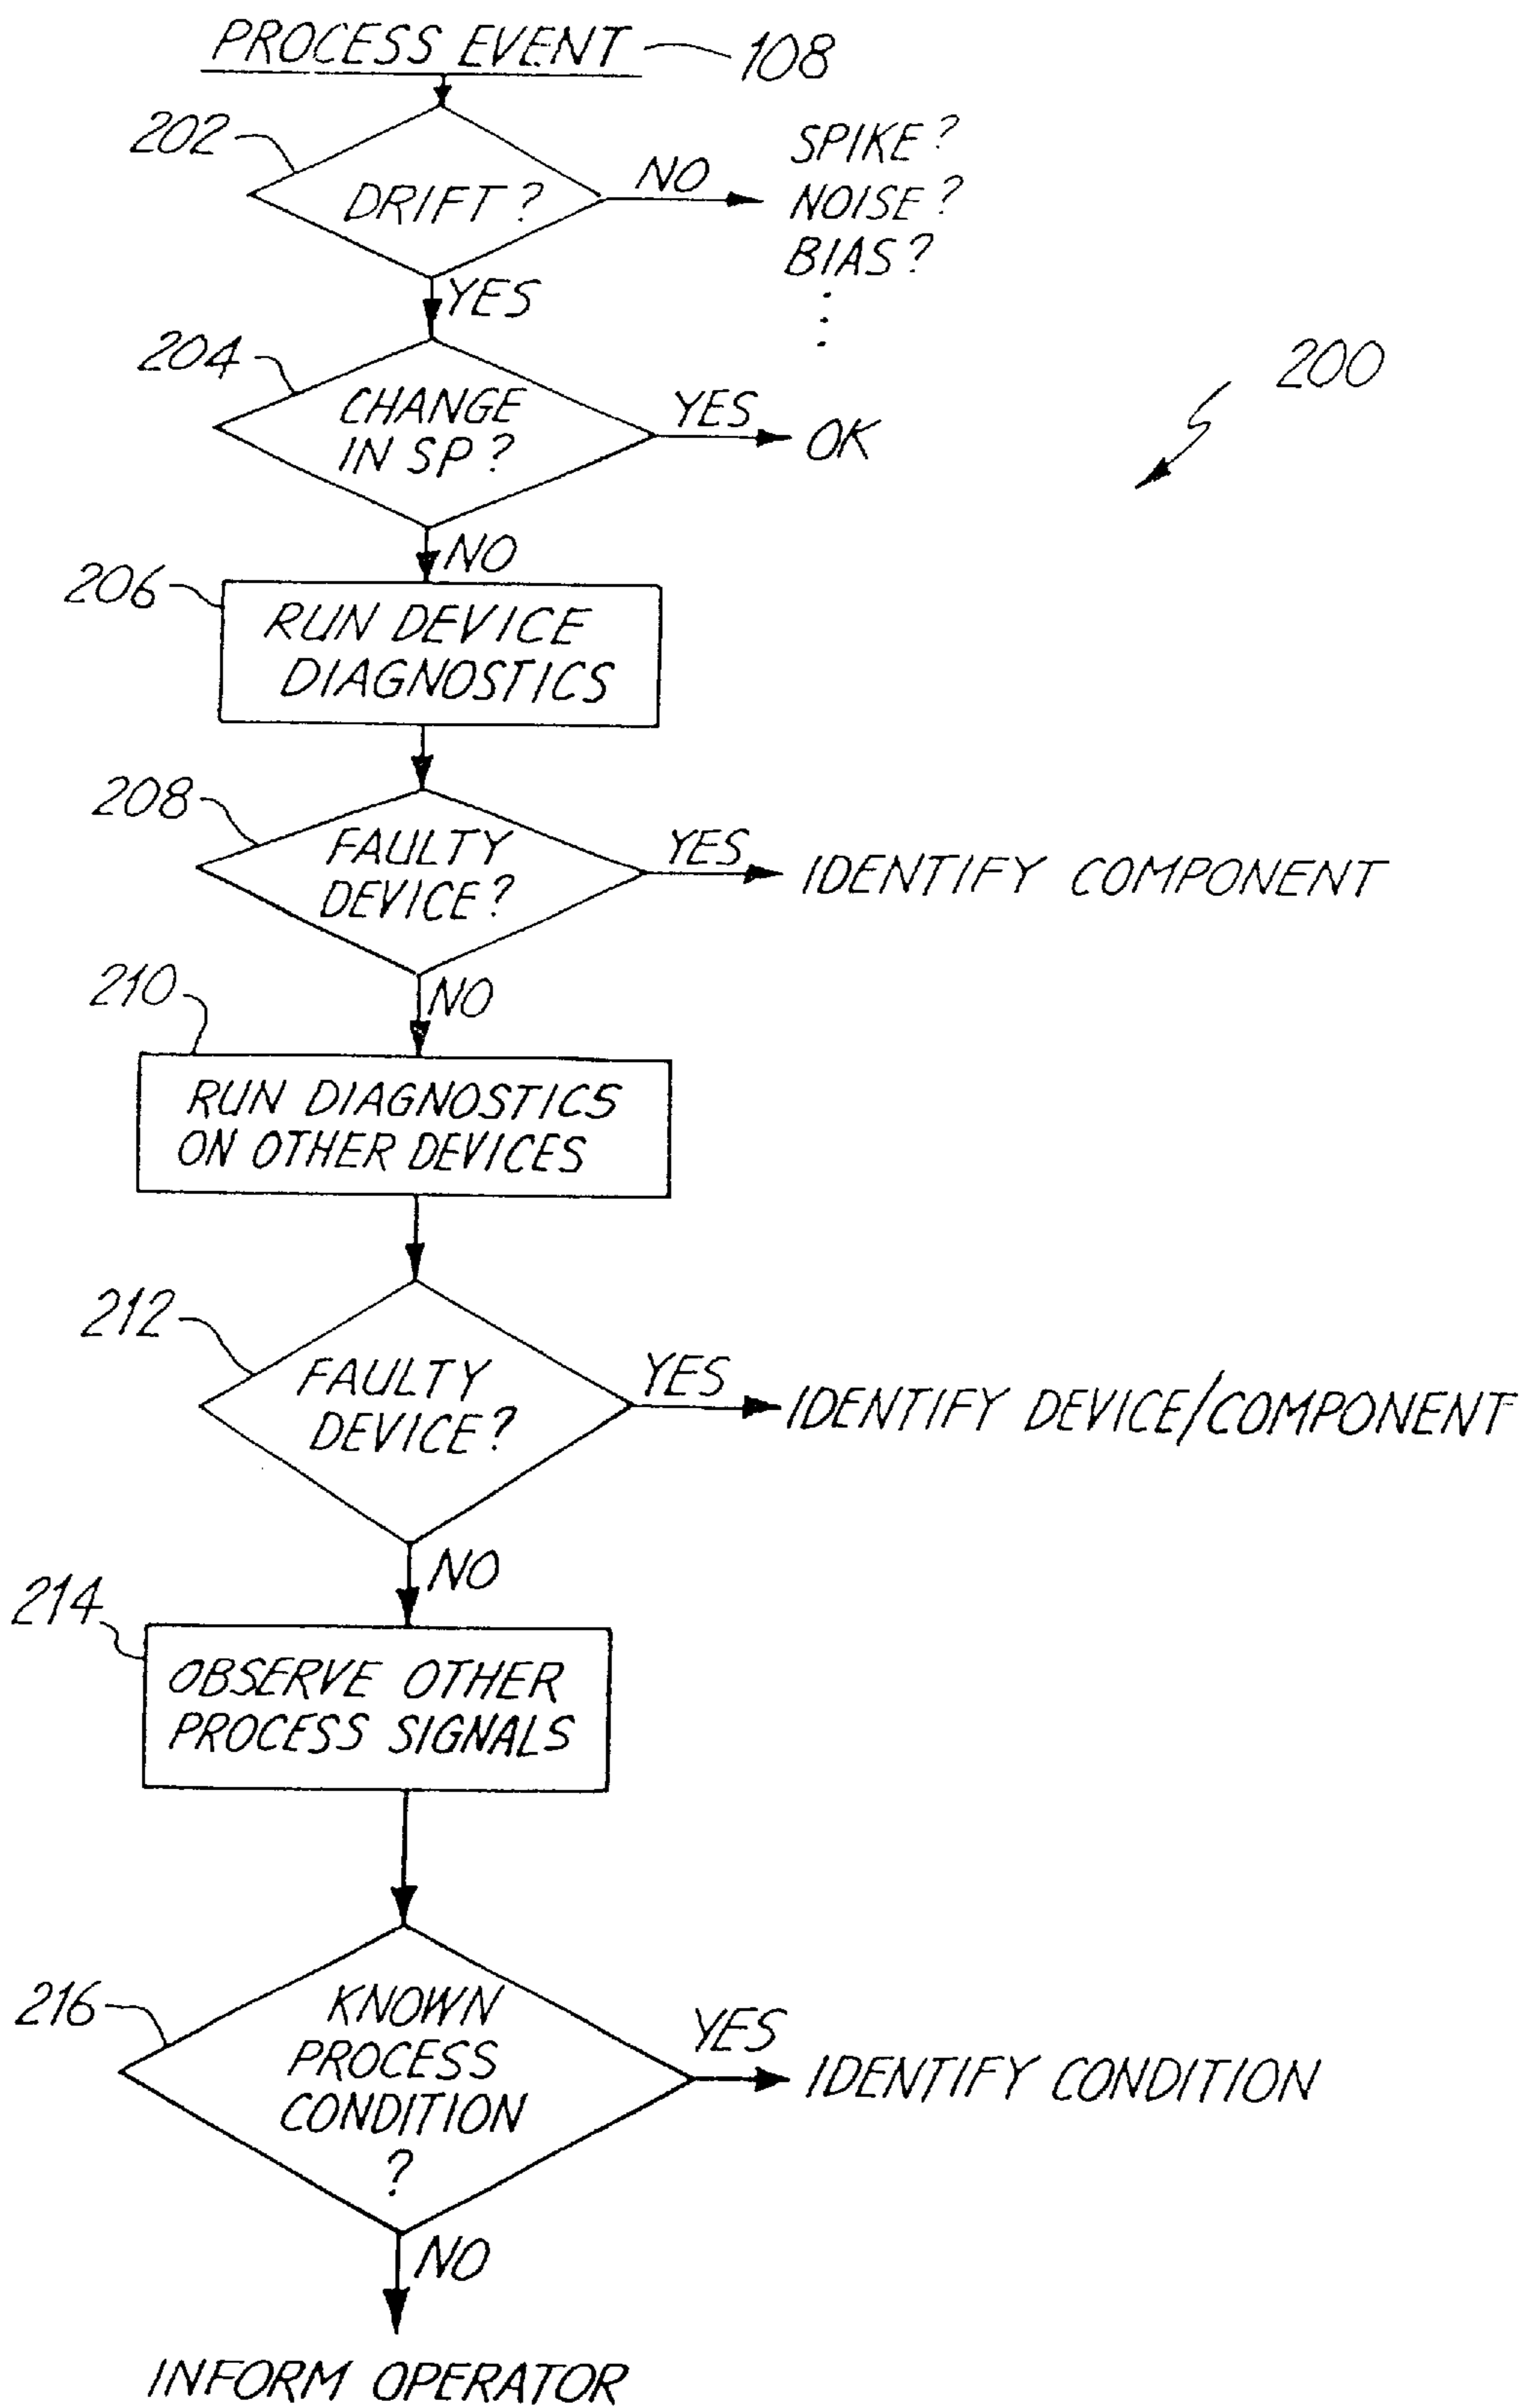 PROCESS EVENT 108
202
DRIFT?
NO
SPIKE?
NOISE?
BIAS?
YES
200
204
CHANGE
IN SP?
YES
OK
NO
206
RUN DEVICE
DIAGNOSTICS
208
FAULTY
DEVICE?
YES
IDENTIFY COMPONENT
NO
210
RUN DIAGNOSTICS
ON OTHER DEVICES
212
FAULTY
DEVICE?
YES
IDENTIFY DEVICE/COMPONENT
NO
214
OBSERVE OTHER
PROCESS SIGNALS
216
KNOWN
PROCESS
CONDITION
?
YES
IDENTIFY CONDITION
NO
INFORM OPERATOR